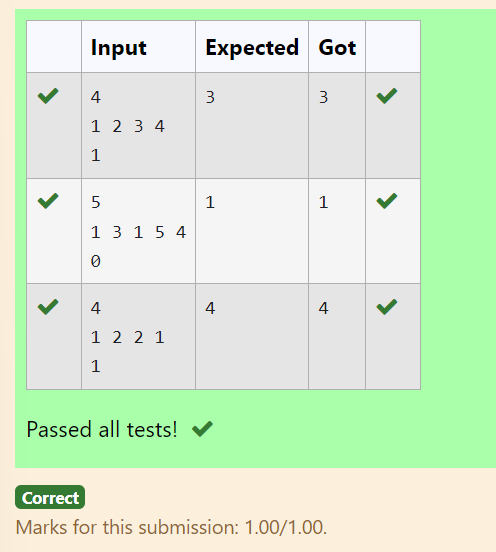 Input Expected Got
4 3 3
1 2 3 4
1
5 1 1
1 3 1 5 4
0
4 4 4
1 2 2 1
1
Passed all tests!
Correct
Marks for this submission: 1.00/1.00.